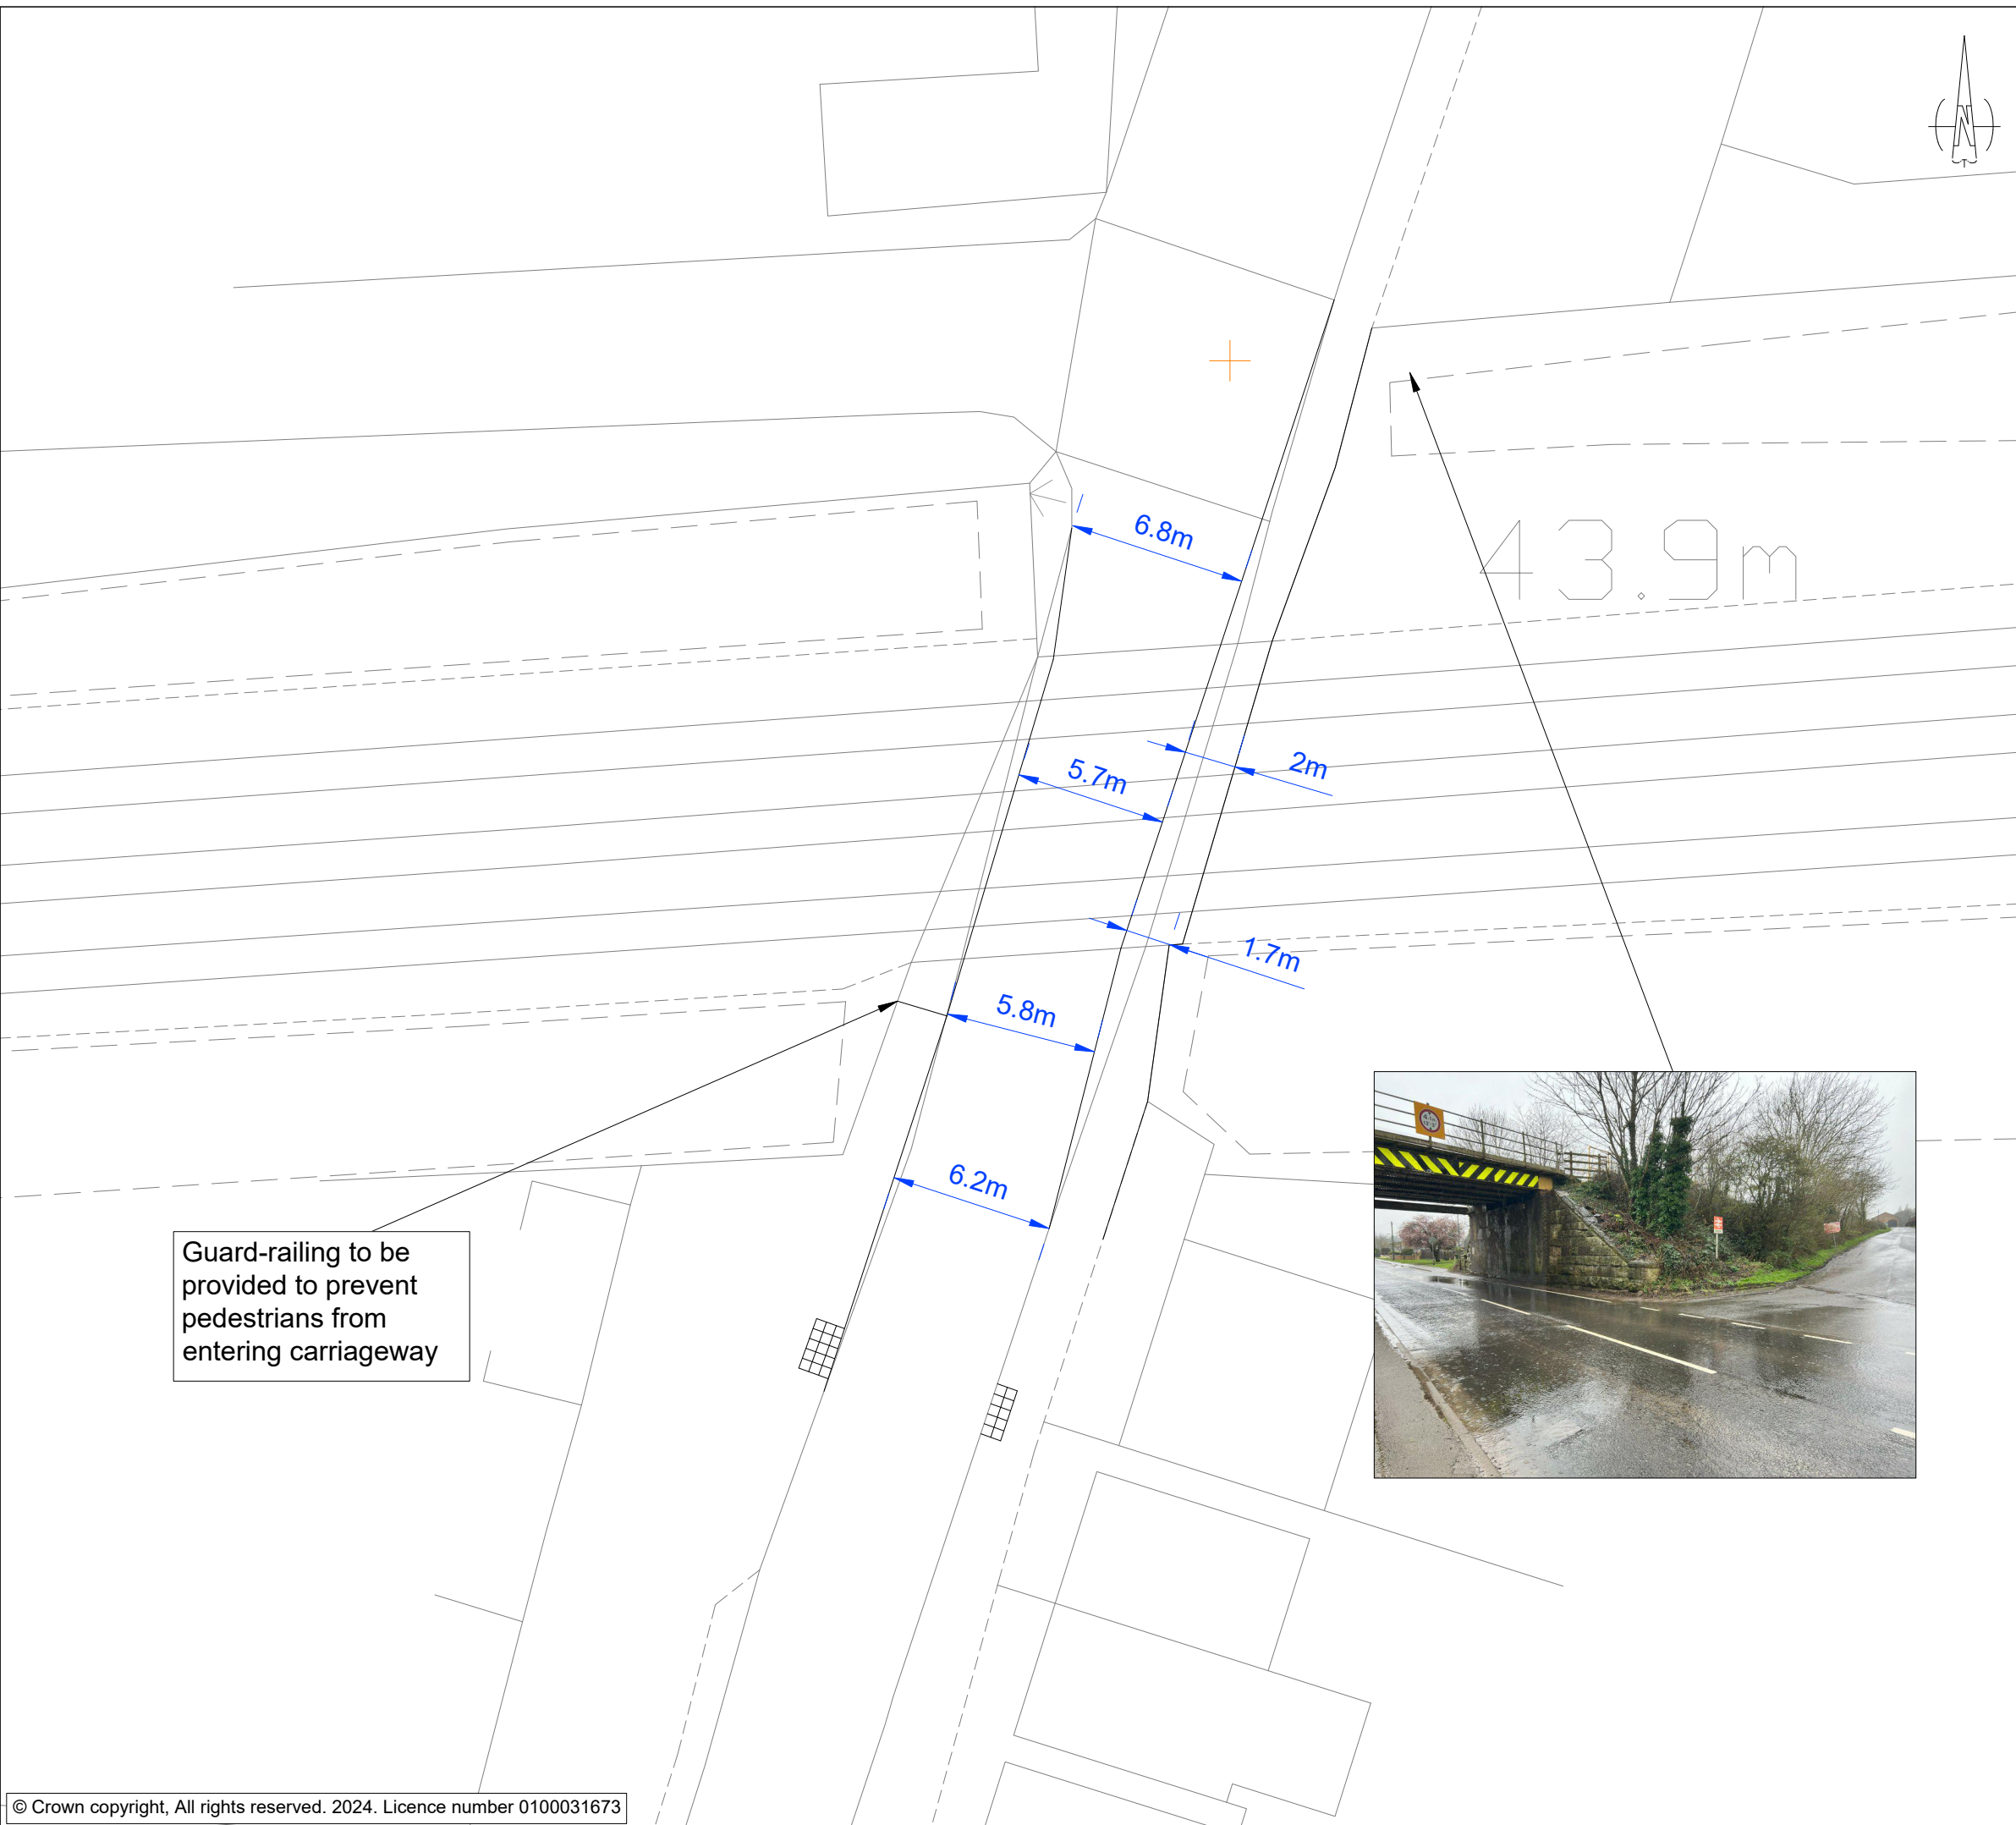 N
6.8m
43.9m
5.7m
2m
1.7m
5.8m
6.2m
Guard-railing to be
provided to prevent
pedestrians from
entering carriageway
© Crown copyright, All rights reserved. 2024. Licence number 0100031673